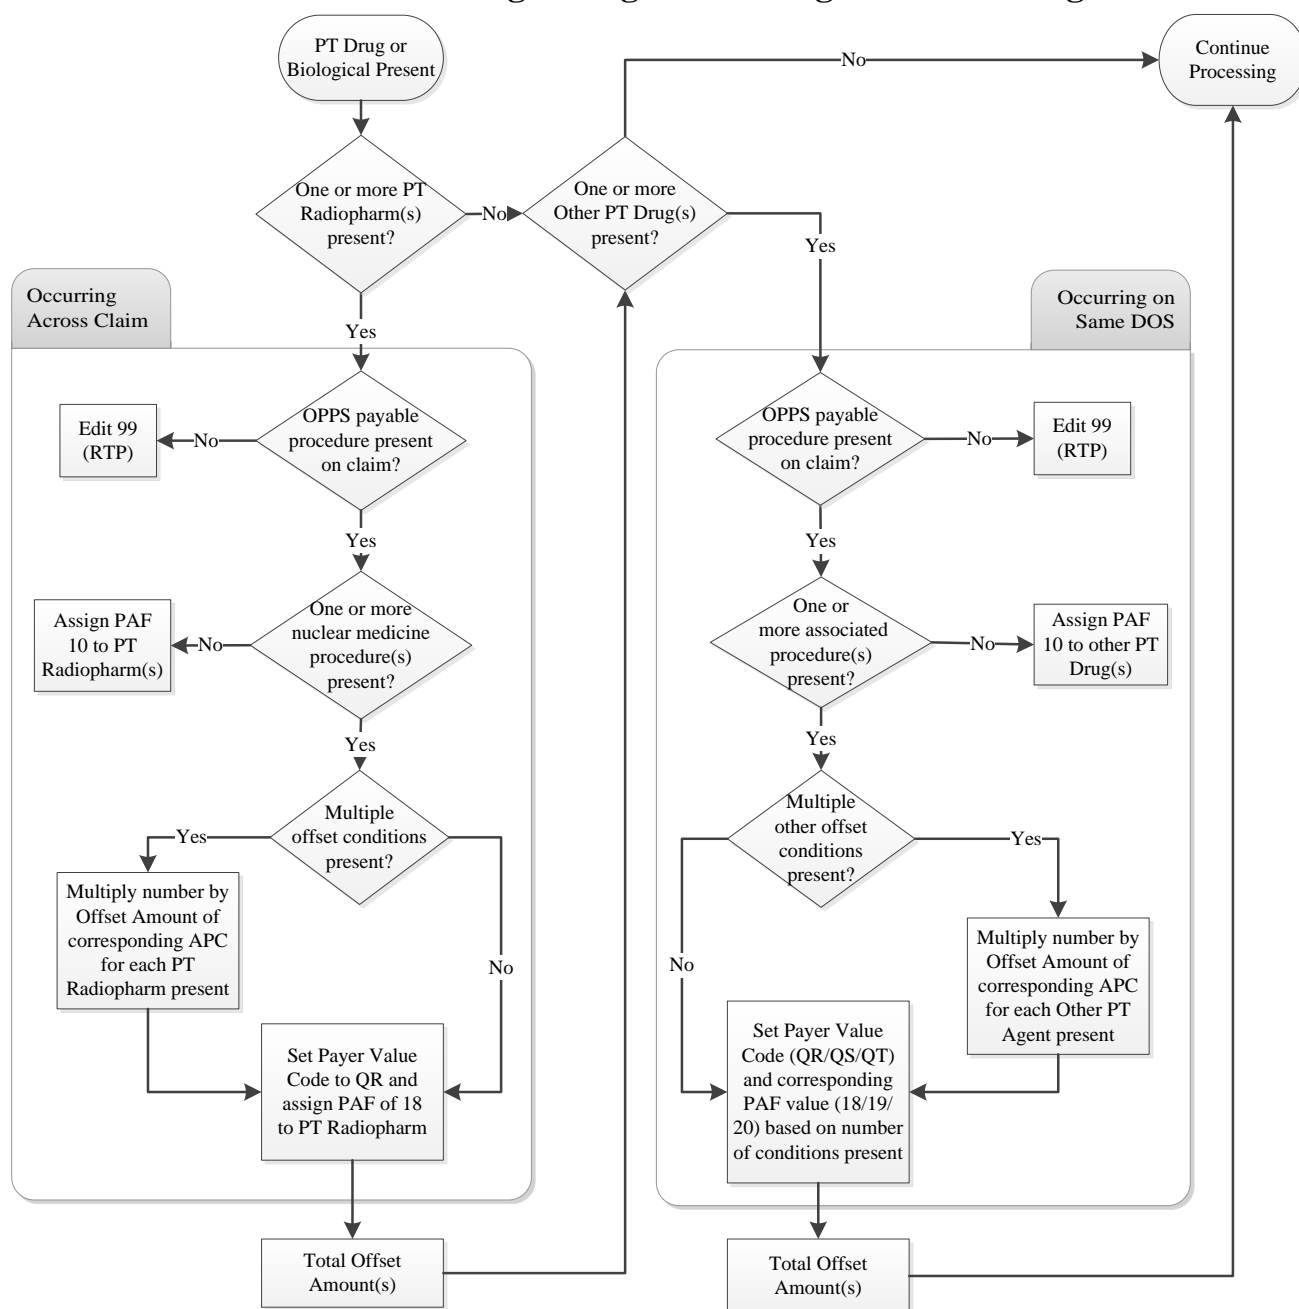 PT Drug or
Biological Present
No
Continue
Processing
One or more PT
Radiopharm(s)
present?
No
One or more
Other PT Drug(s)
present?
Yes
Occurring
Across Claim
Yes
Occurring on
Same DOS
Edit 99
(RTP)
No
OPPS payable
procedure present
on claim?
OPPS payable
procedure present
on claim?
No
Edit 99
(RTP)
Yes
Yes
Assign PAF
10 to PT
Radiopharm(s)
No
One or more
nuclear medicine
procedure(s)
present?
One or
more associated
procedure(s)
present?
No
Assign PAF
10 to other PT
Drug(s)
Yes
Yes
Yes
Multiple
offset conditions
present?
Multiple
other offset
conditions
present?
Yes
Multiply number by
Offset Amount of
corresponding APC
for each PT
Radiopharm present
No
No
Multiply number by
Offset Amount of
corresponding APC
for each Other PT
Agent present
Set Payer Value
Code to QR and
assign PAF of 18
to PT Radiopharm
Set Payer Value
Code (QR/QS/QT)
and corresponding
PAF value (18/19/
20) based on number
of conditions present
Total Offset
Amount(s)
Total Offset
Amount(s)